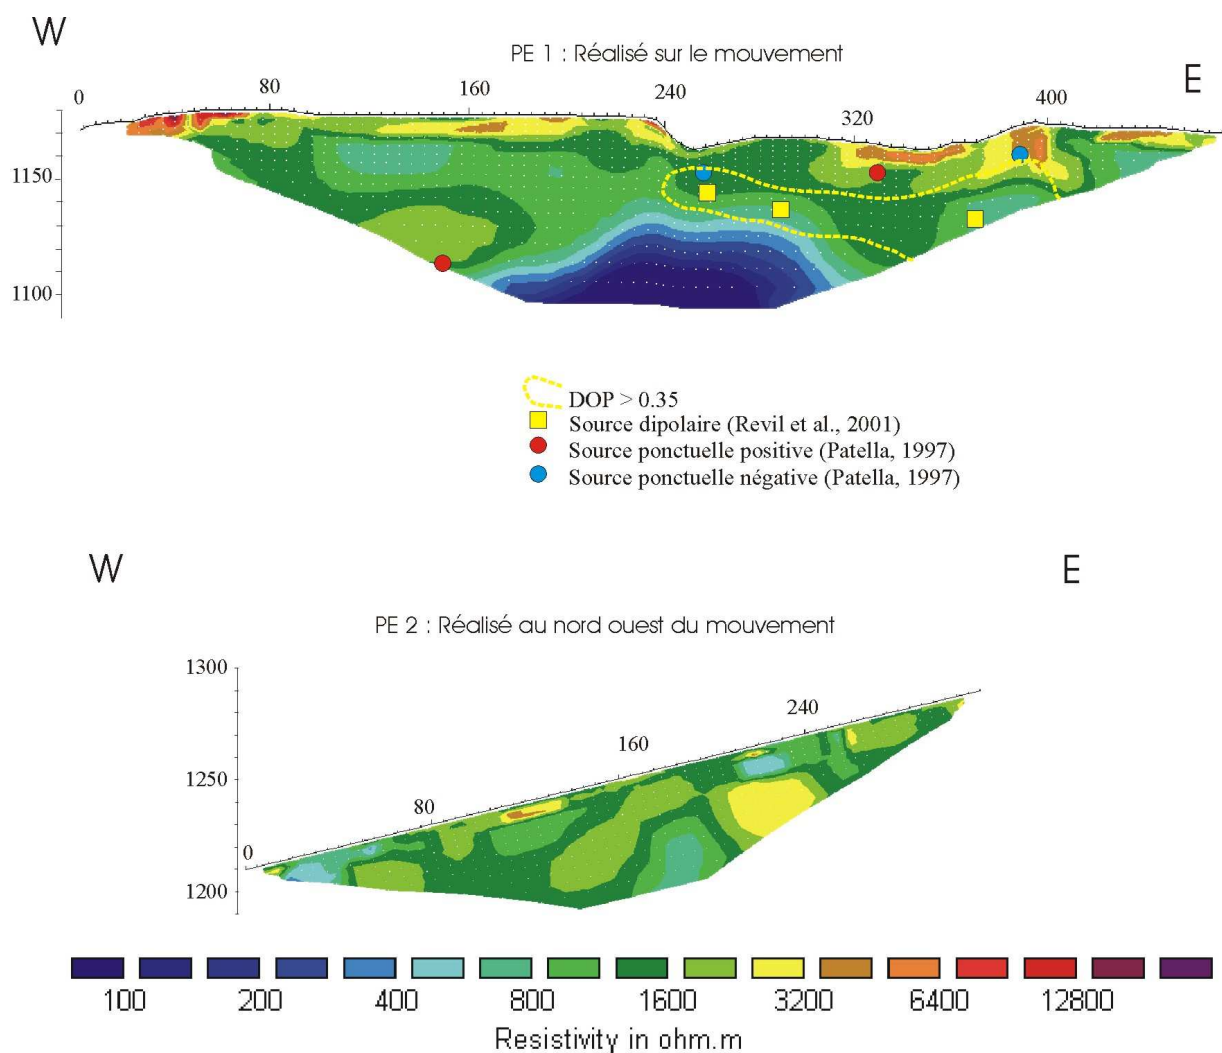 W
PE 1 : Réalisé sur le mouvement
E
0
80
160
240
320
400
1150
1100
DOP > 0.35
Source dipolaire (Revil et al., 2001)
Source ponctuelle positive (Patella, 1997)
Source ponctuelle négative (Patella, 1997)
W
E
PE 2 : Réalisé au nord ouest du mouvement
1300
1250
1200
0
80
160
240
100 200 400 800 1600 3200 6400 12800
Resistivity in ohm.m